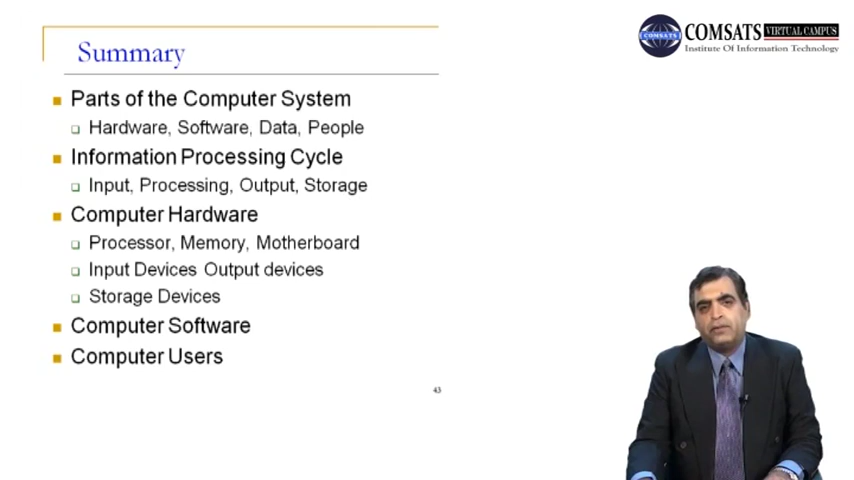 Summary
Parts of the Computer System
Hardware, Software, Data, People
Information Processing Cycle
Input, Processing, Output, Storage
Computer Hardware
Processor, Memory, Motherboard
Input Devices Output devices
Storage Devices
Computer Software
Computer Users
43
COMSATS
COMSATS VIRTUAL CAMPUS
Institute Of Information Technology